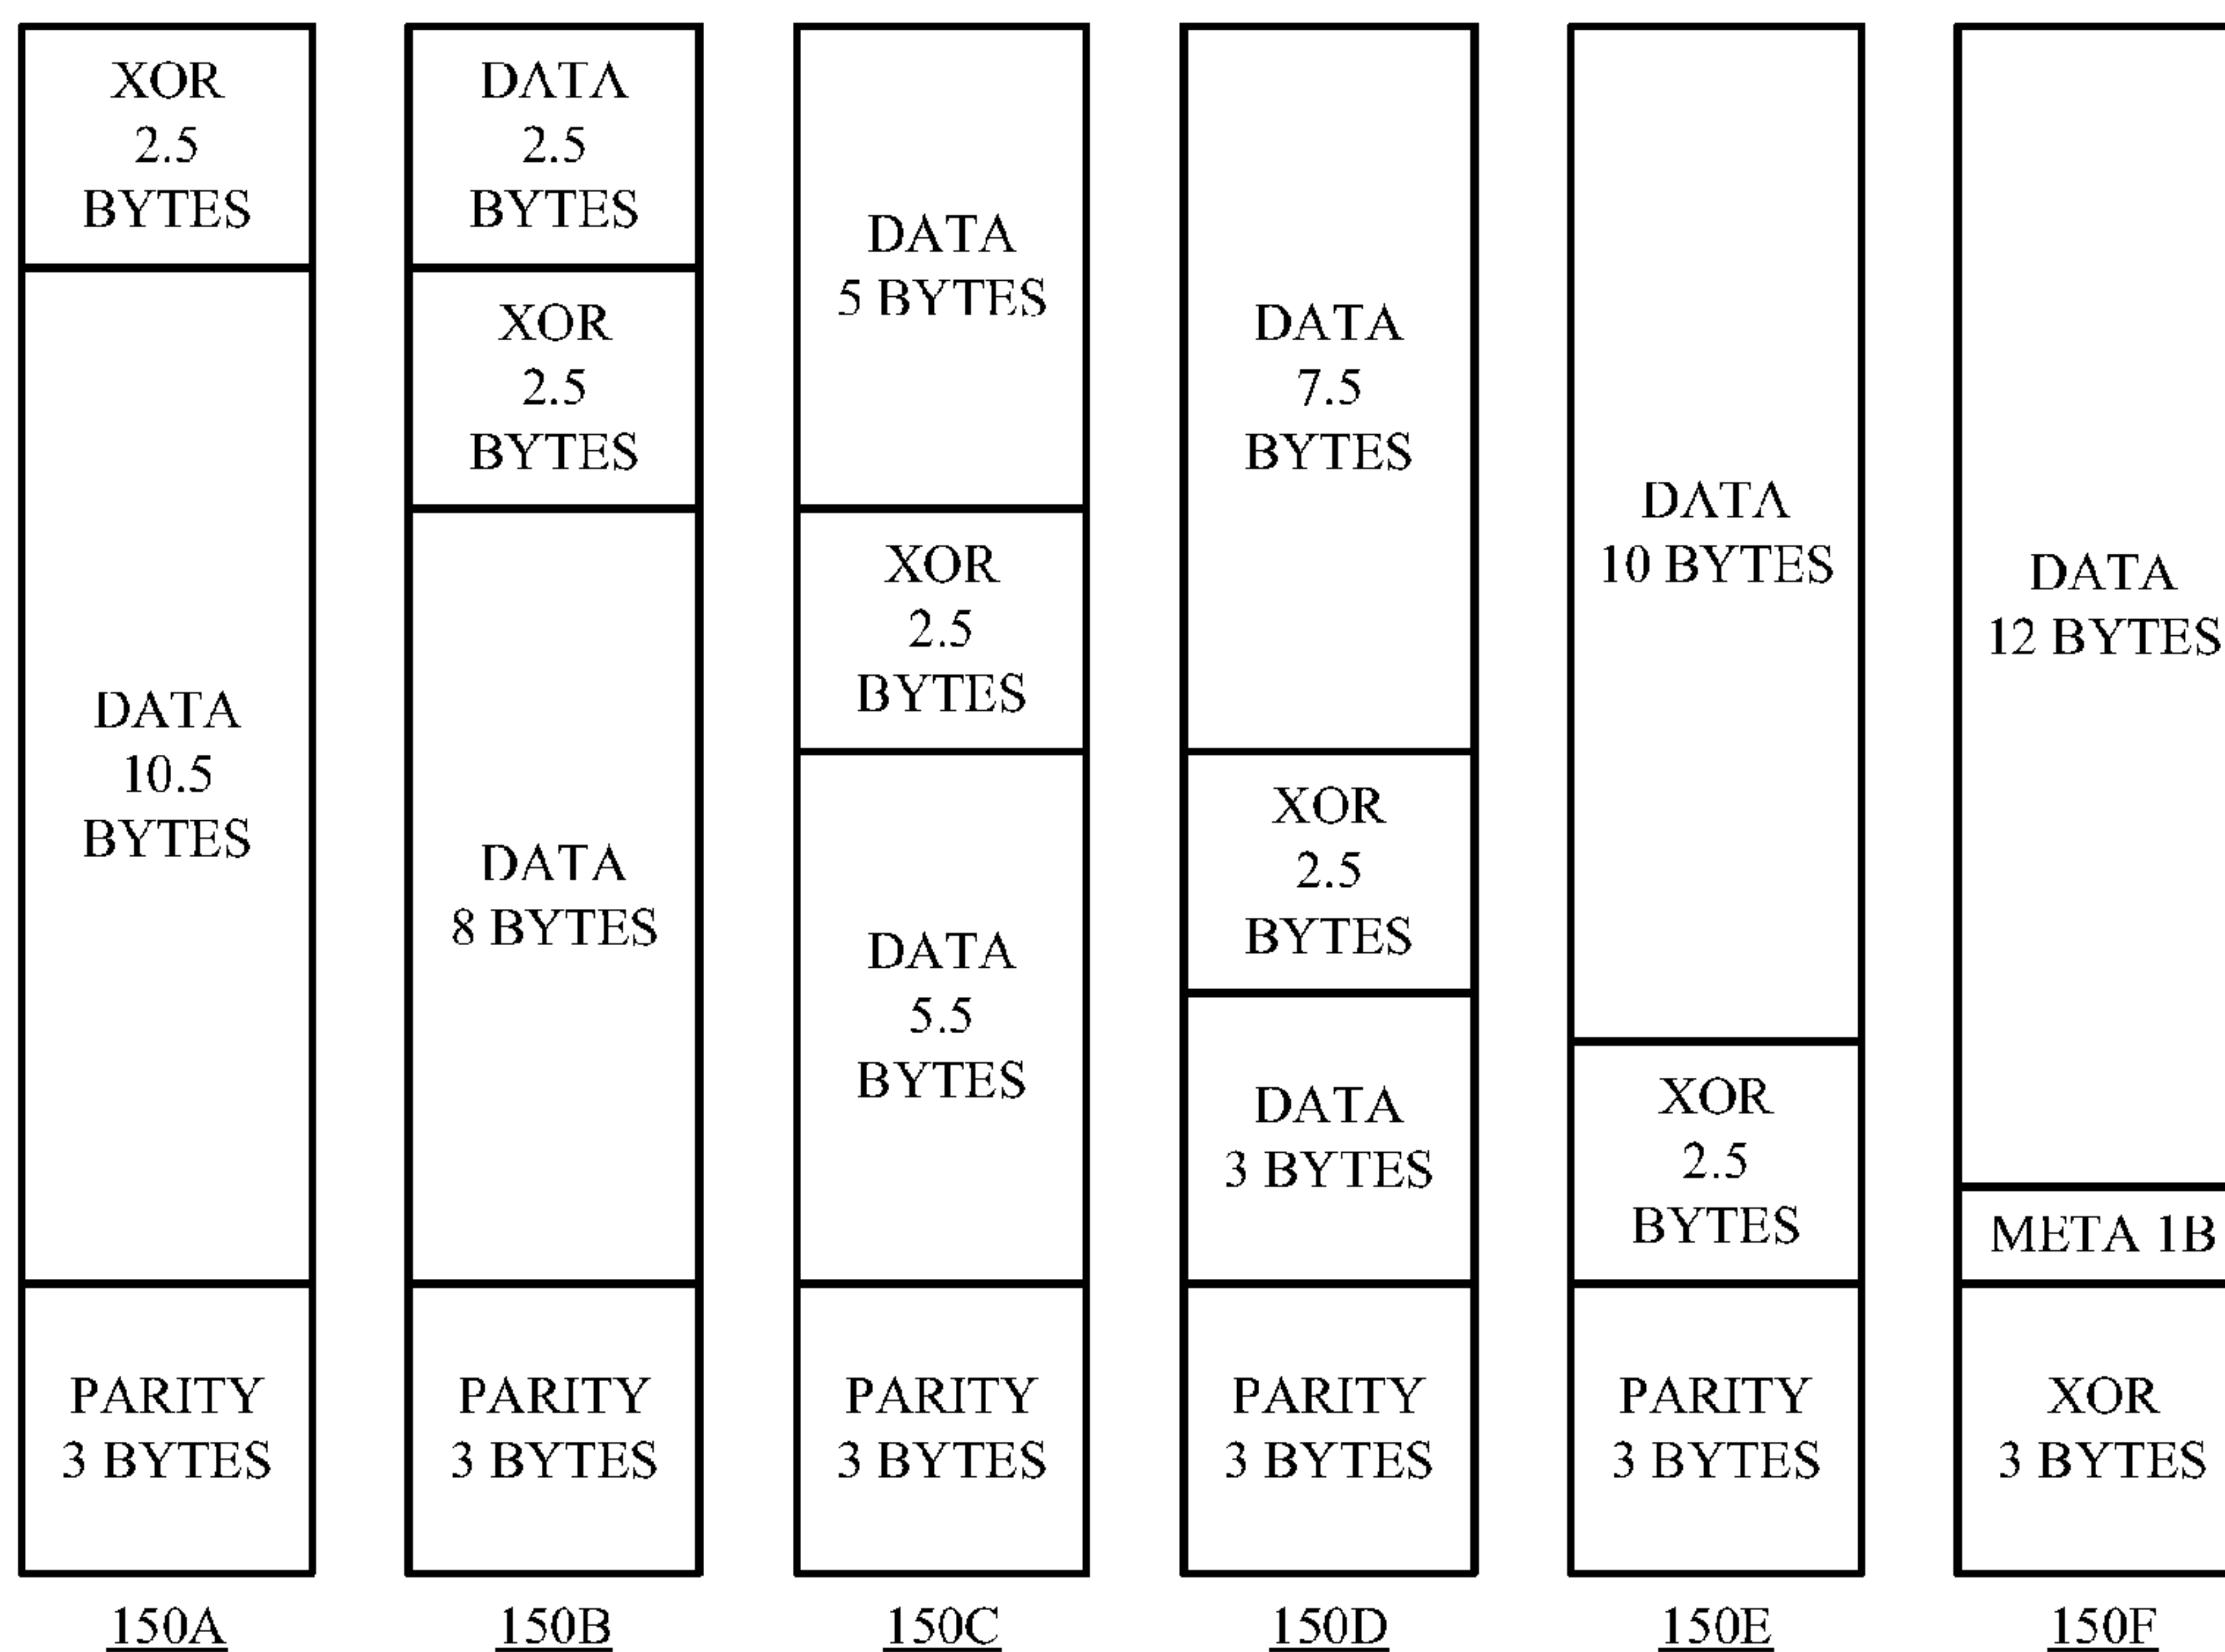 XOR
2.5
BYTES
DATA
10.5
BYTES
PARITY
3 BYTES
150A
DATA
2.5
BYTES
XOR
2.5
BYTES
DATA
8 BYTES
PARITY
3 BYTES
150B
DATA
5 BYTES
XOR
2.5
BYTES
DATA
5.5
BYTES
PARITY
3 BYTES
150C
DATA
7.5
BYTES
XOR
2.5
BYTES
DATA
3 BYTES
PARITY
3 BYTES
150D
DATA
10 BYTES
XOR
2.5
BYTES
PARITY
3 BYTES
150E
DATA
12 BYTES
META 1B
XOR
3 BYTES
150F